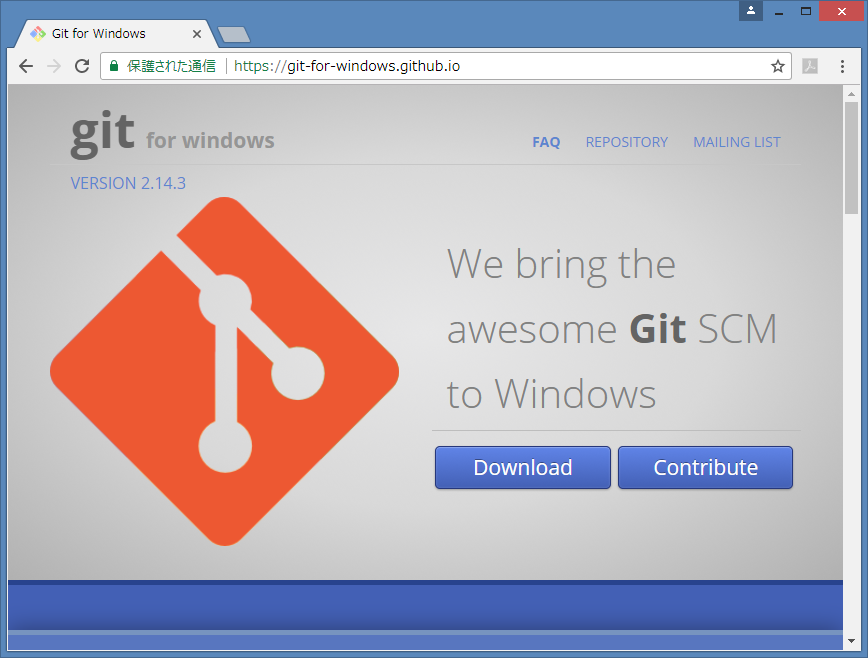 Git for Windows
保護された通信 https://git-for-windows.github.io
git for windows
FAQ REPOSITORY MAILING LIST
VERSION 2.14.3
We bring the
awesome Git SCM
to Windows
Download Contribute